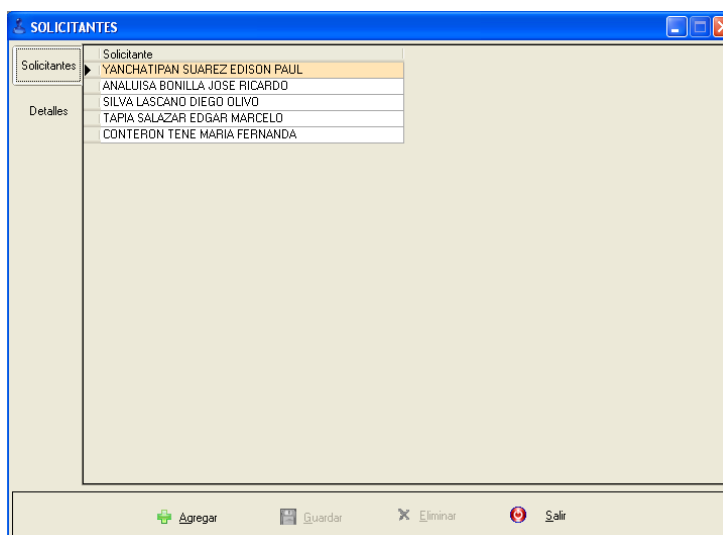 SOLICITANTES
Solicitantes
Detalles
Solicitante
YANCHATIPAN SUAREZ EDISON PAUL
ANALUISA BONILLA JOSE RICARDO
SILVA LASCANO DIEGO OLIVO
TAPIA SALAZAR EDGAR MARCELO
CONTERON TENE MARIA FERNANDA
Agregar Guardar Eliminar Salir